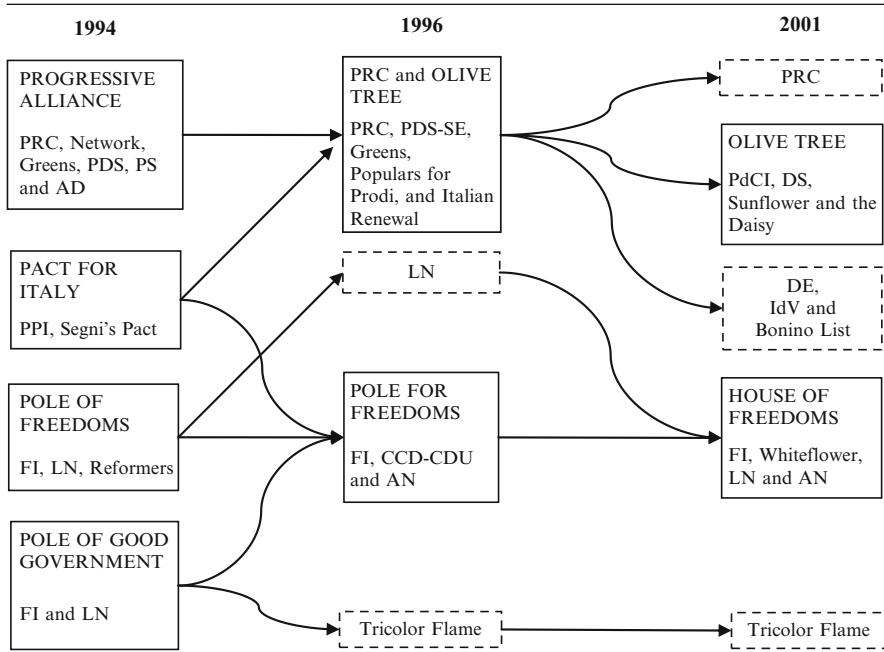 1994
1996
2001
PROGRESSIVE
ALLIANCE
PRC, Network,
Greens, PDS, PS
and AD
PACT FOR
ITALY
PPI, Segni's Pact
POLE OF
FREEDOMS
FI, LN, Reformers
POLE OF GOOD
GOVERNMENT
FI and LN
PRC and OLIVE
TREE
PRC, PDS-SE,
Greens,
Populars for
Prodi, and Italian
Renewal
LN
POLE FOR
FREEDOMS
FI, CCD-CDU
and AN
Tricolor Flame
PRC
OLIVE TREE
PdCI, DS,
Sunflower and the
Daisy
DE,
IdV and
Bonino List
HOUSE OF
FREEDOMS
FI, Whiteflower,
LN and AN
Tricolor Flame